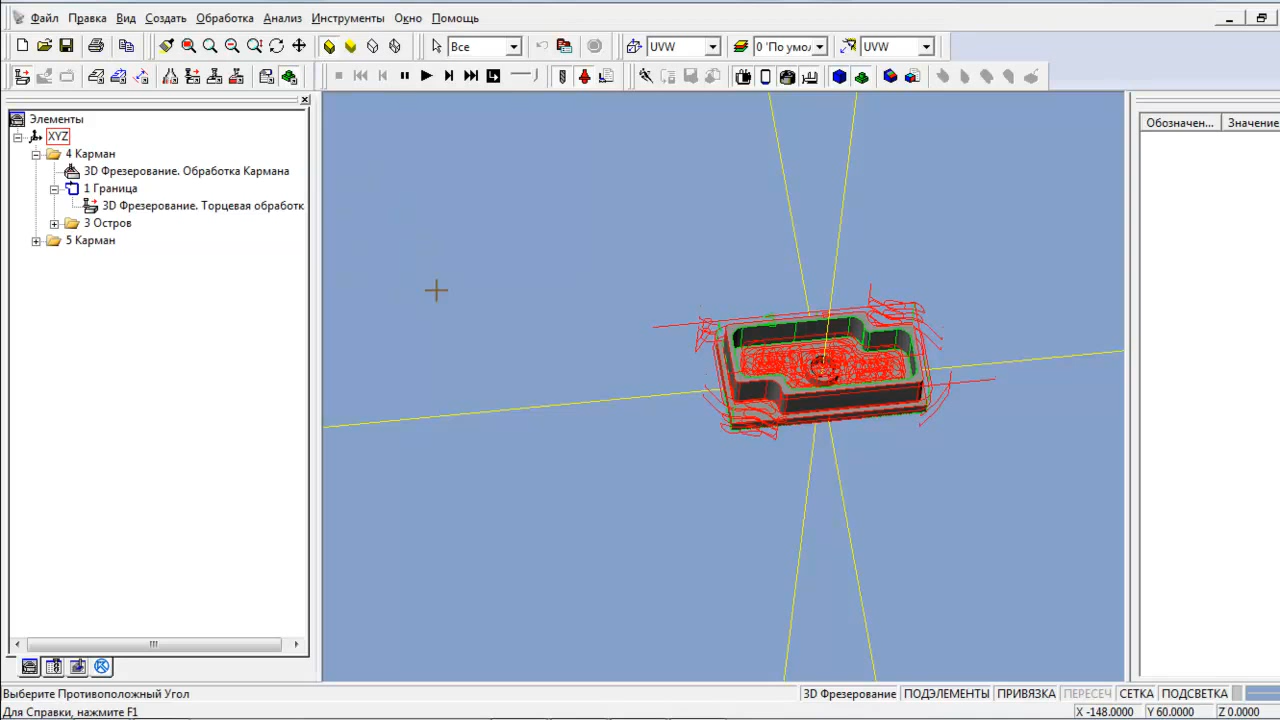 Файл Правка Вид Создать Обработка Анализ Инструменты Окно Помощь
Все UVW 0 'По умол UVW
Элементы
XYZ
4 Карман
3D Фрезерование. Обработка Кармана
1 Граница
3D Фрезерование. Торцевая обработк
3 Остров
5 Карман
Обозначен... Значение
Выберите Противоположный Угол
3D Фрезерование ПОДЭЛЕМЕНТЫ ПРИВЯЗКА ПЕРЕСЕЧ СЕТКА ПОДСВЕТКА
Для Справки, нажмите F1
X -148.0000 Y 60.0000 Z 0.0000